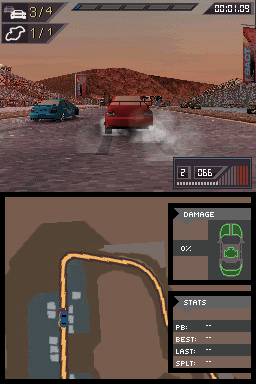 3/4
00:01.09
1/1
2 066
DAMAGE
0%
STATS
PB: --
BEST: --
LAST: --
SPLT: --